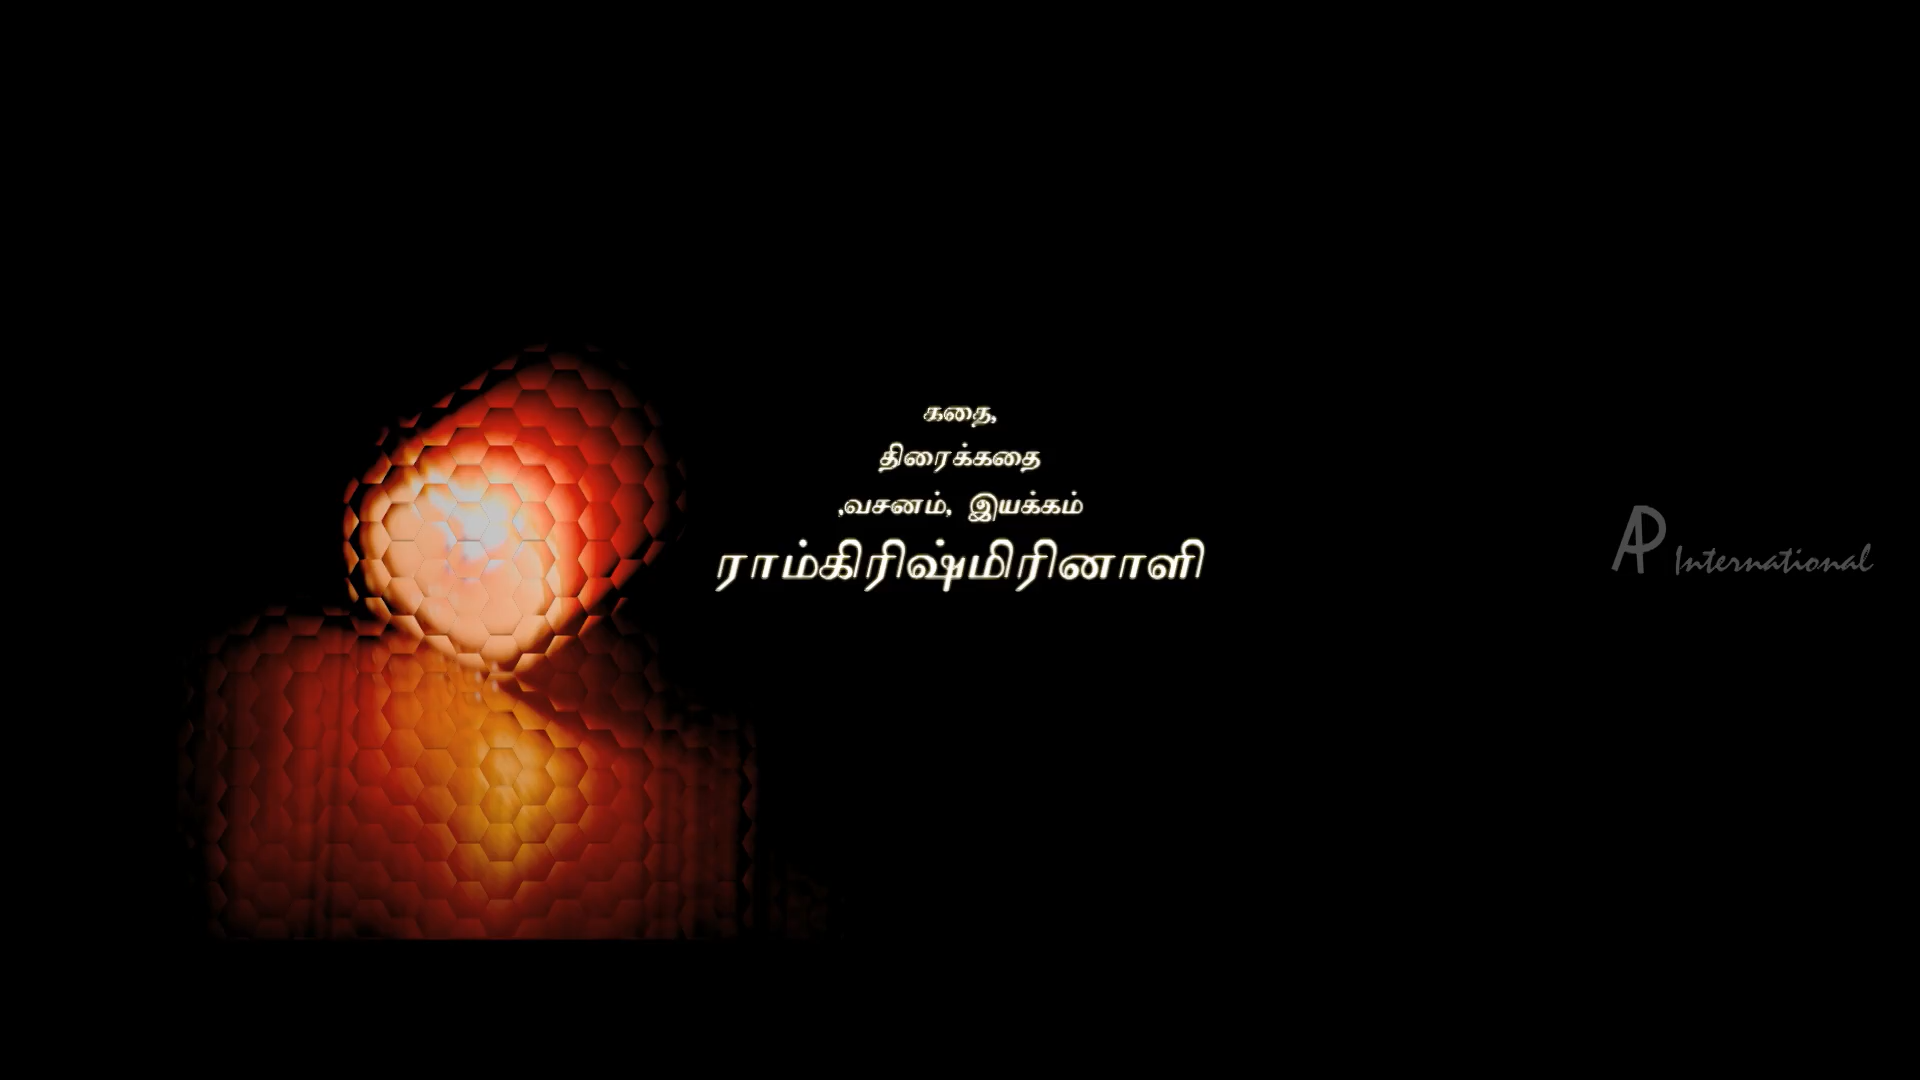 கதை,
திரைக்கதை
,வசனம், இயக்கம்
ராம்கிரிஷ்மிரினாளி
AP International